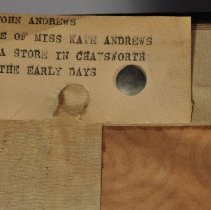 JOHN ANDREWS
E OF MISS KATE ANDREWS
A STORE IN CHATSWORTH
THE EARLY DAYS